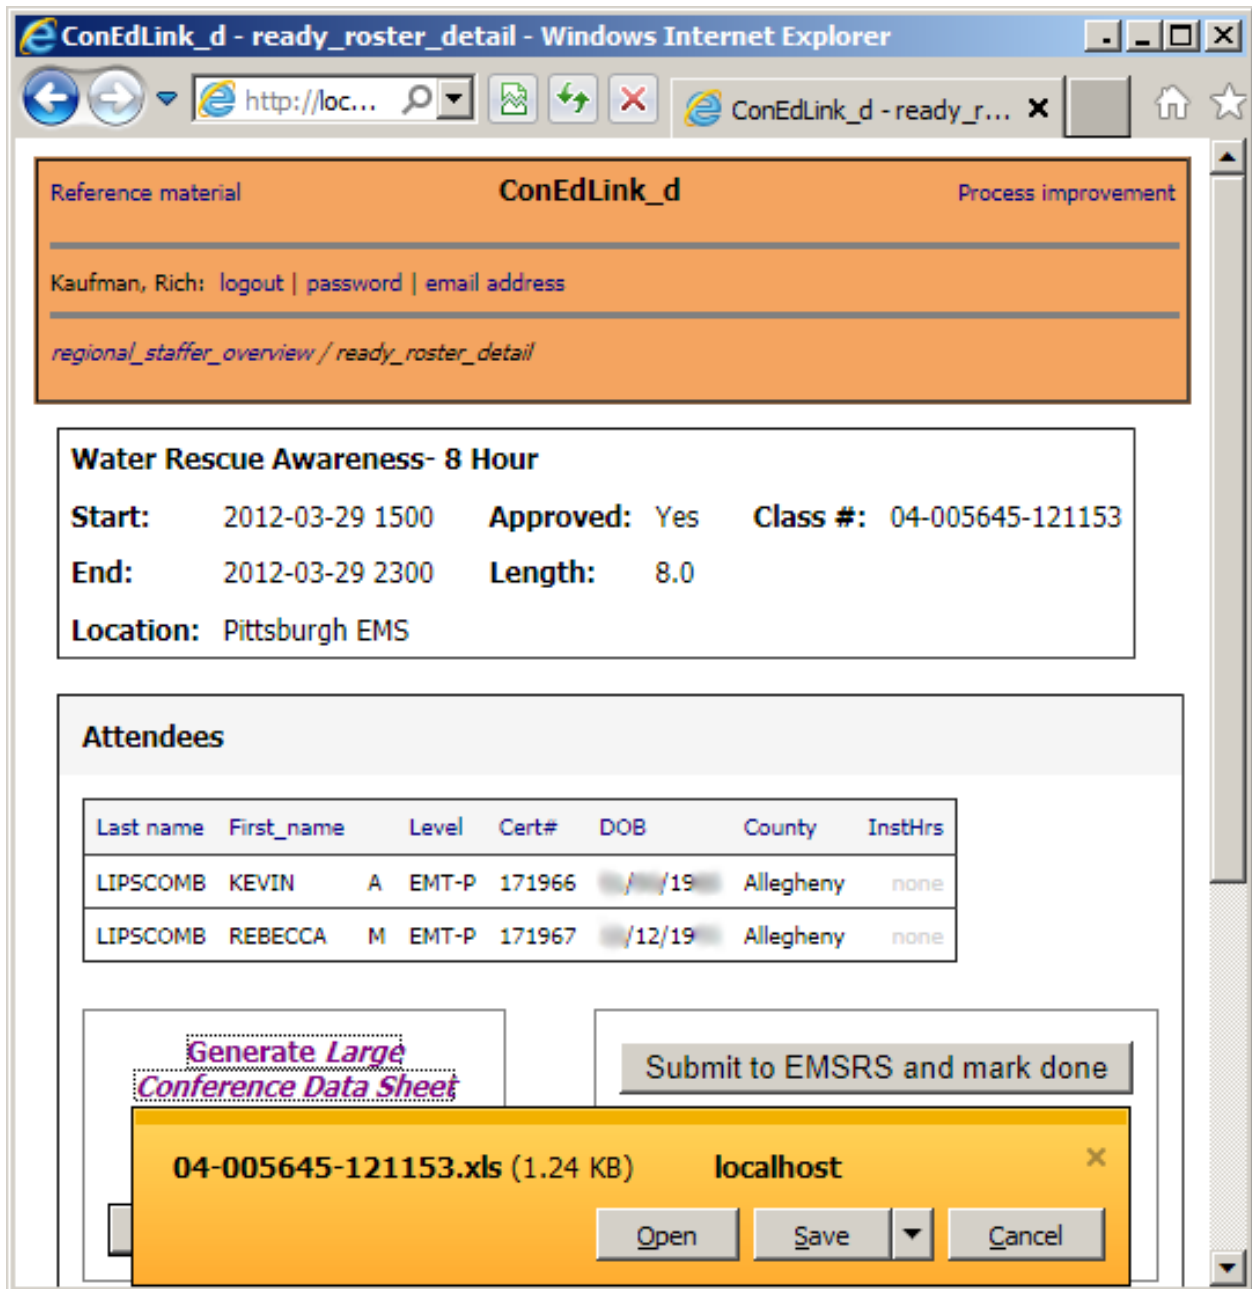 ConEdLink_d - ready_roster_detail - Windows Internet Explorer
http://loc... ConEdLink_d - ready_r...
Reference material ConEdLink_d Process improvement
Kaufman, Rich: logout | password | email address
regional_staffer_overview / ready_roster_detail
Water Rescue Awareness- 8 Hour
Start: 2012-03-29 1500 Approved: Yes Class #: 04-005645-121153
End: 2012-03-29 2300 Length: 8.0
Location: Pittsburgh EMS
Attendees
Last name First_name Level Cert# DOB County InstHrs
LIPSCOMB KEVIN A EMT-P 171966 /19 Allegheny none
LIPSCOMB REBECCA M EMT-P 171967 /12/19 Allegheny none
Generate Large
Conference Data Sheet
Submit to EMSRS and mark done
04-005645-121153.xls (1.24 KB) localhost
Open Save Cancel